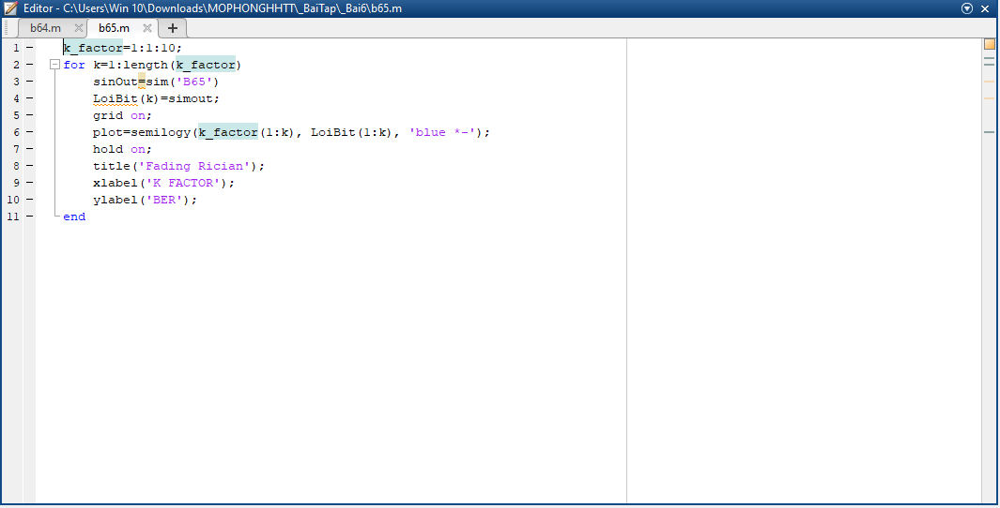 Editor - C:\Users\Win 10\Downloads\MOPHONGHHTT\_BaiTap\_Bai6\b65.m
b64.m b65.m
1 k_factor=1:1:10;
2 for k=1:length(k_factor)
3 sinOut=sim('B65')
4 LoiBit(k)=simout;
5 grid on;
6 plot=semilogy(k_factor(1:k), LoiBit(1:k), 'blue *-');
7 hold on;
8 title('Fading Rician');
9 xlabel('K FACTOR');
10 ylabel('BER');
11 end